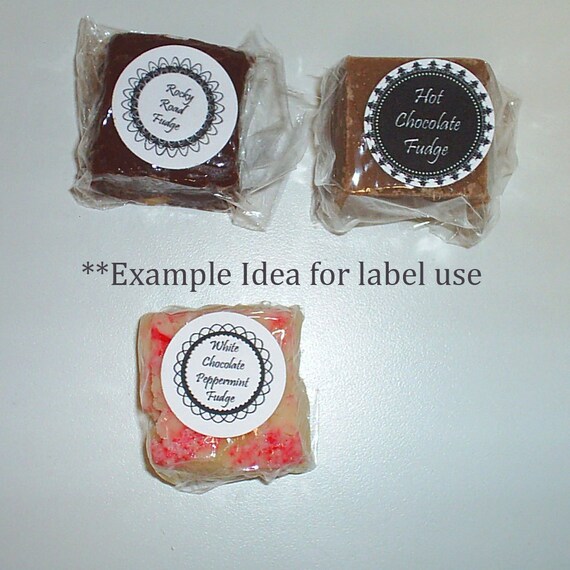 Rocky
Road
Fudge
Hot
Chocolate
Fudge
**Example Idea for label use
White
Chocolate
Peppermint
Fudge